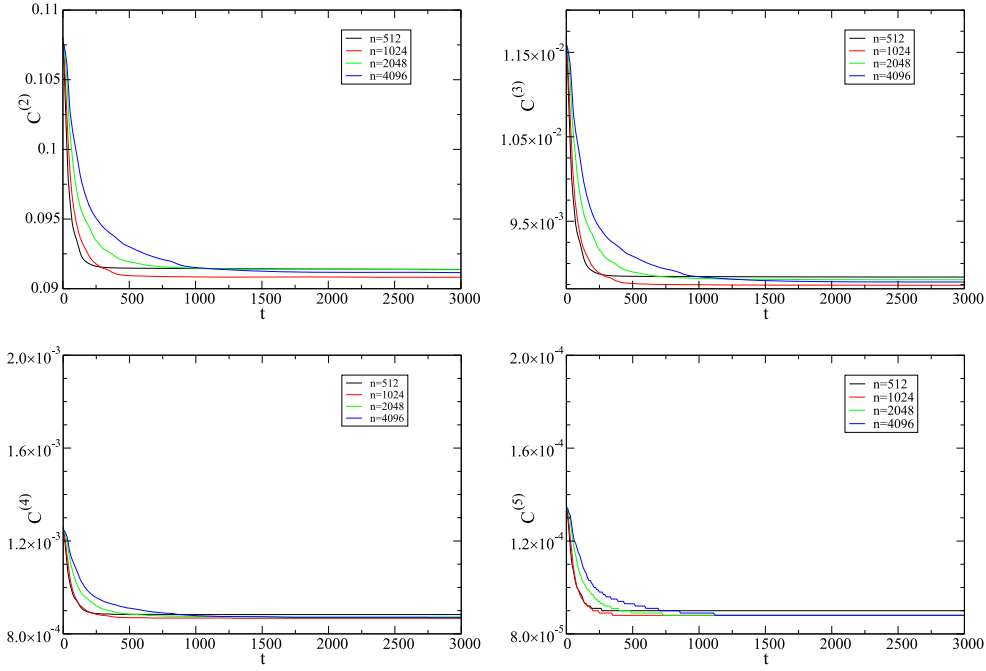 0.11
0.105
0.1
0.095
0.09
C(2)
n=512
n=1024
n=2048
n=4096
0 500 1000 1500 2000 2500 3000
t
1.15×10-2
1.05×10-2
9.5×10-3
C(3)
n=512
n=1024
n=2048
n=4096
0 500 1000 1500 2000 2500 3000
t
2.0×10-3
1.6×10-3
1.2×10-3
8.0×10-4
C(4)
n=512
n=1024
n=2048
n=4096
0 500 1000 1500 2000 2500 3000
t
2.0×10-4
1.6×10-4
1.2×10-4
8.0×10-5
C(5)
n=512
n=1024
n=2048
n=4096
0 500 1000 1500 2000 2500 3000
t